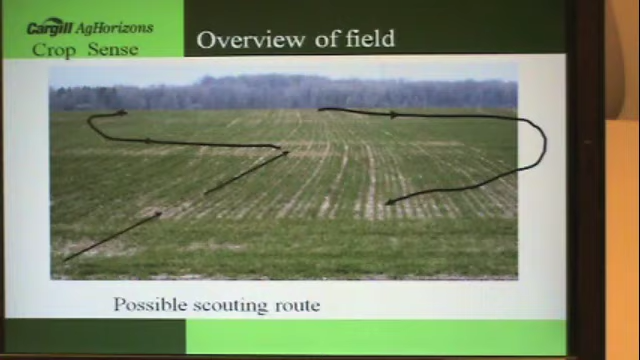 Cargill AgHorizons
Crop Sense
Overview of field
Possible scouting route